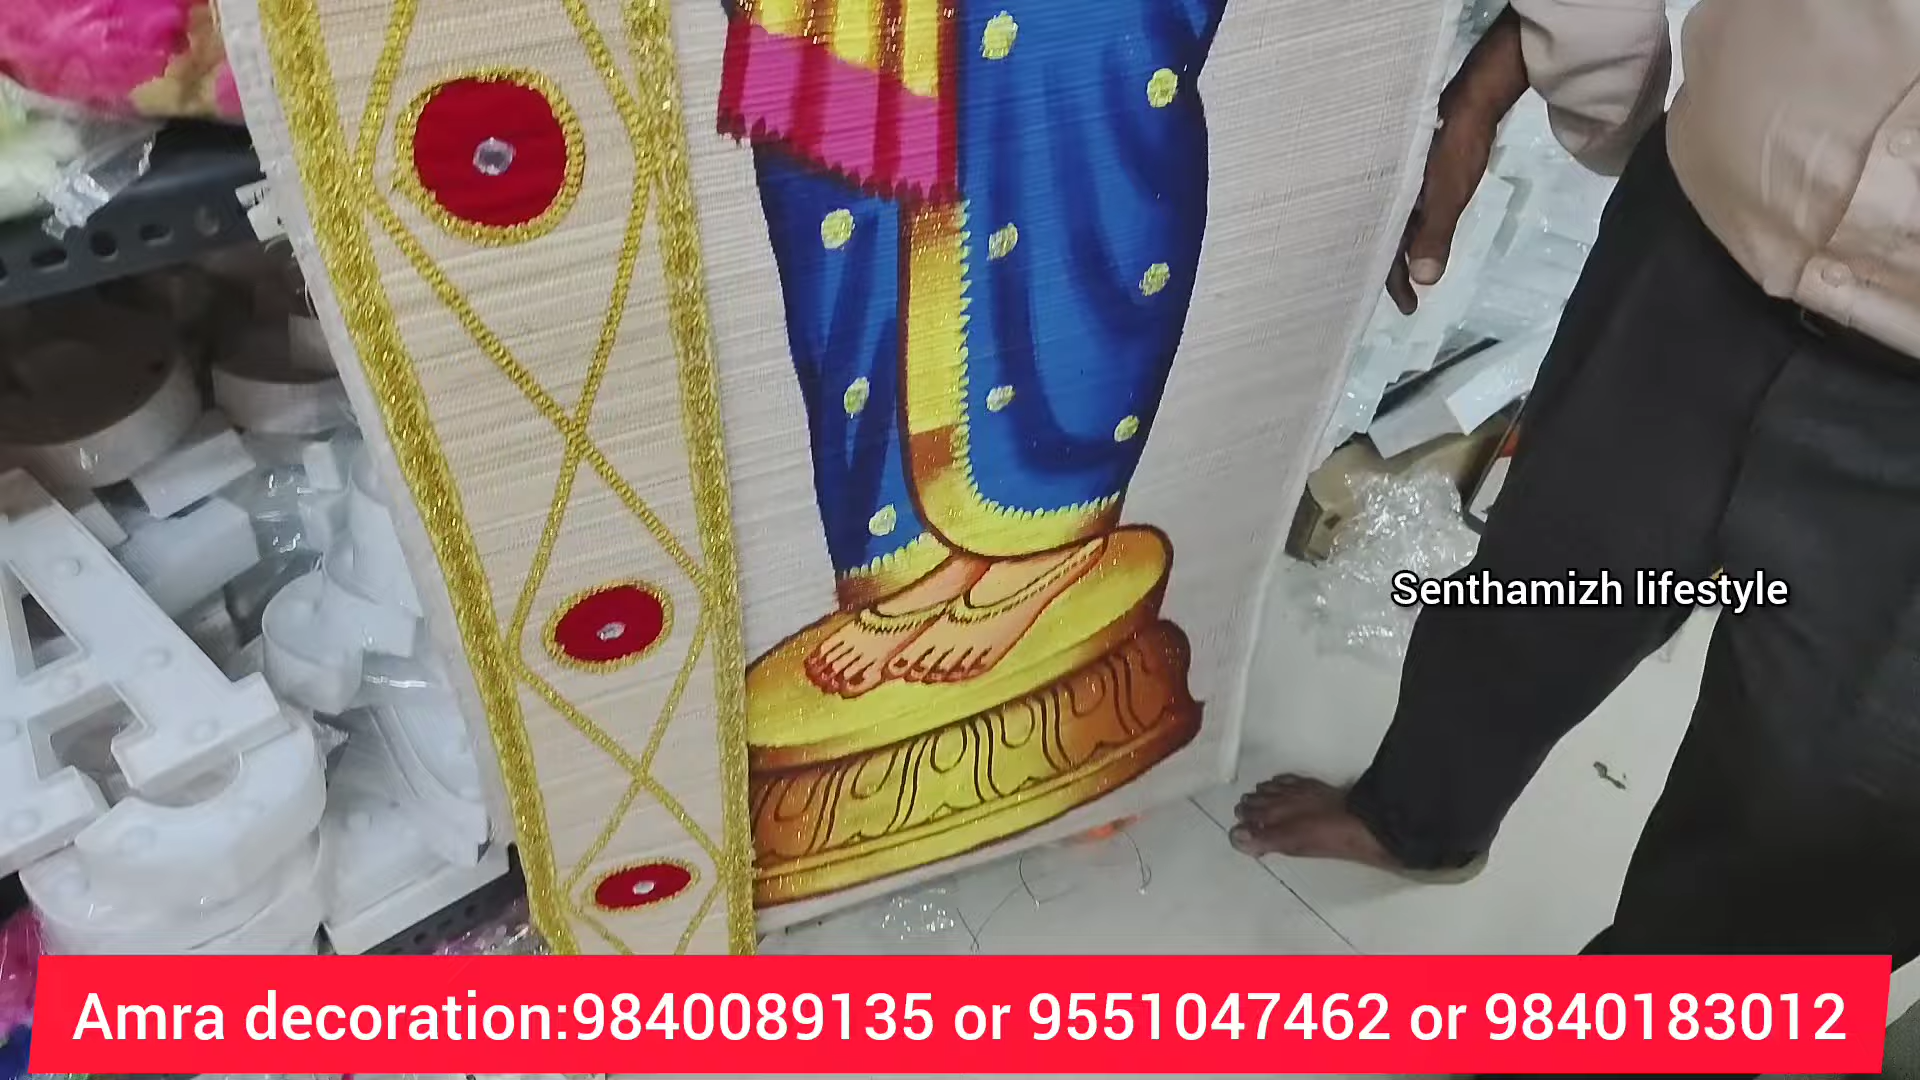 Senthamizh lifestyle
Amra decoration:9840089135 or 9551047462 or 9840183012